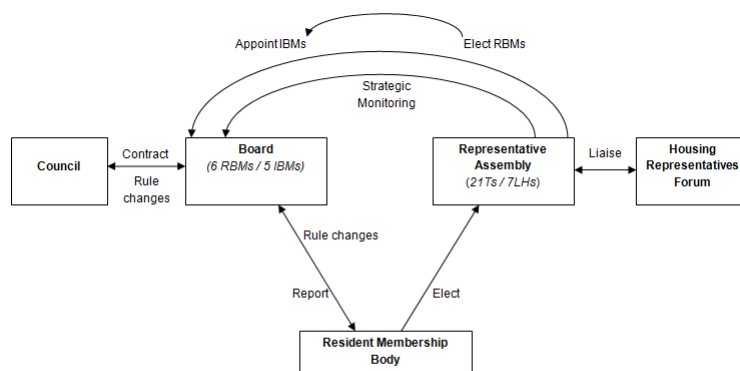 Appoint IBMs
Elect RBMs
Strategic
Monitoring
Council
Contract
Rule
changes
Board
(6 RBMs / 5 IBMs)
Representative
Assembly
(21Ts / 7LHs)
Liaise
Housing
Representatives
Forum
Rule changes
Report
Elect
Resident Membership
Body